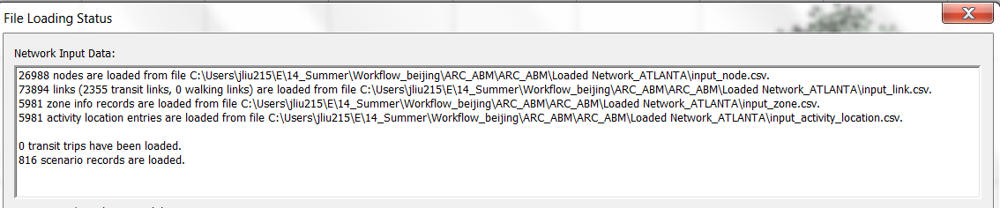 File Loading Status
Network Input Data:
26988 nodes are loaded from file C:\Users\jliu215\E\14_Summer\Workflow_beijing\ARC_ABM\ARC_ABM\Loaded Network_ATLANTA\input_node.csv.
73894 links (2355 transit links, 0 walking links) are loaded from file C:\Users\jliu215\E\14_Summer\Workflow_beijing\ARC_ABM\ARC_ABM\Loaded Network_ATLANTA\input_link.csv.
5981 zone info records are loaded from file C:\Users\jliu215\E\14_Summer\Workflow_beijing\ARC_ABM\ARC_ABM\Loaded Network_ATLANTA\input_zone.csv.
5981 activity location entries are loaded from file C:\Users\jliu215\E\14_Summer\Workflow_beijing\ARC_ABM\ARC_ABM\Loaded Network_ATLANTA\input_activity_location.csv.
0 transit trips have been loaded.
816 scenario records are loaded.